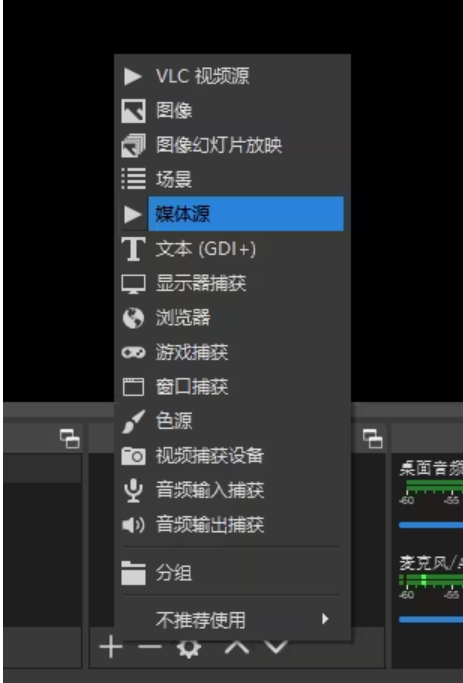 VLC 视频源
图像
图像幻灯片放映
场景
媒体源
文本 (GDI+)
显示器捕获
浏览器
游戏捕获
窗口捕获
色源
视频捕获设备
音频输入捕获
音频输出捕获
分组
不推荐使用
桌面音频
-60 -55
麦克风/A
-60 -55